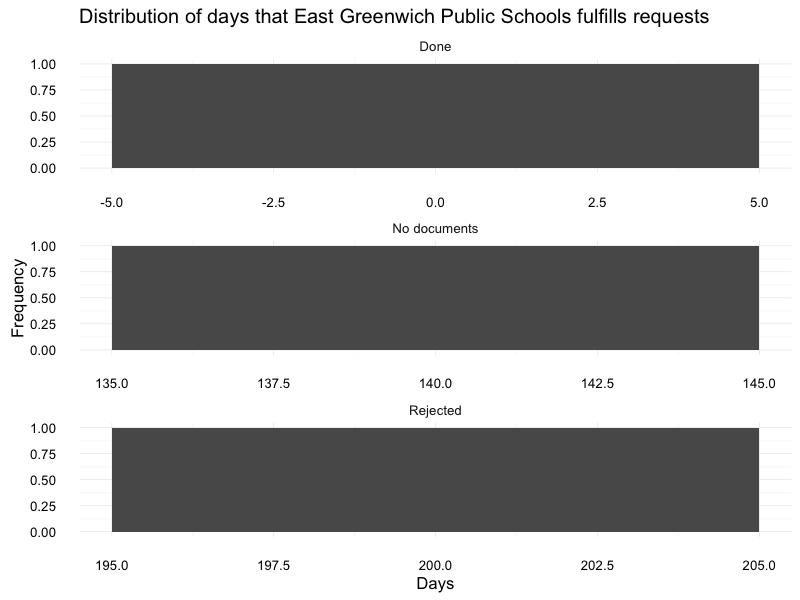 Distribution of days that East Greenwich Public Schools fulfills requests
Done
1.00
0.75
0.50
0.25
0.00
-5.0 -2.5 0.0 2.5 5.0
No documents
1.00
0.75
0.50
0.25
0.00
135.0 137.5 140.0 142.5 145.0
Frequency
Rejected
1.00
0.75
0.50
0.25
0.00
195.0 197.5 200.0 202.5 205.0
Days